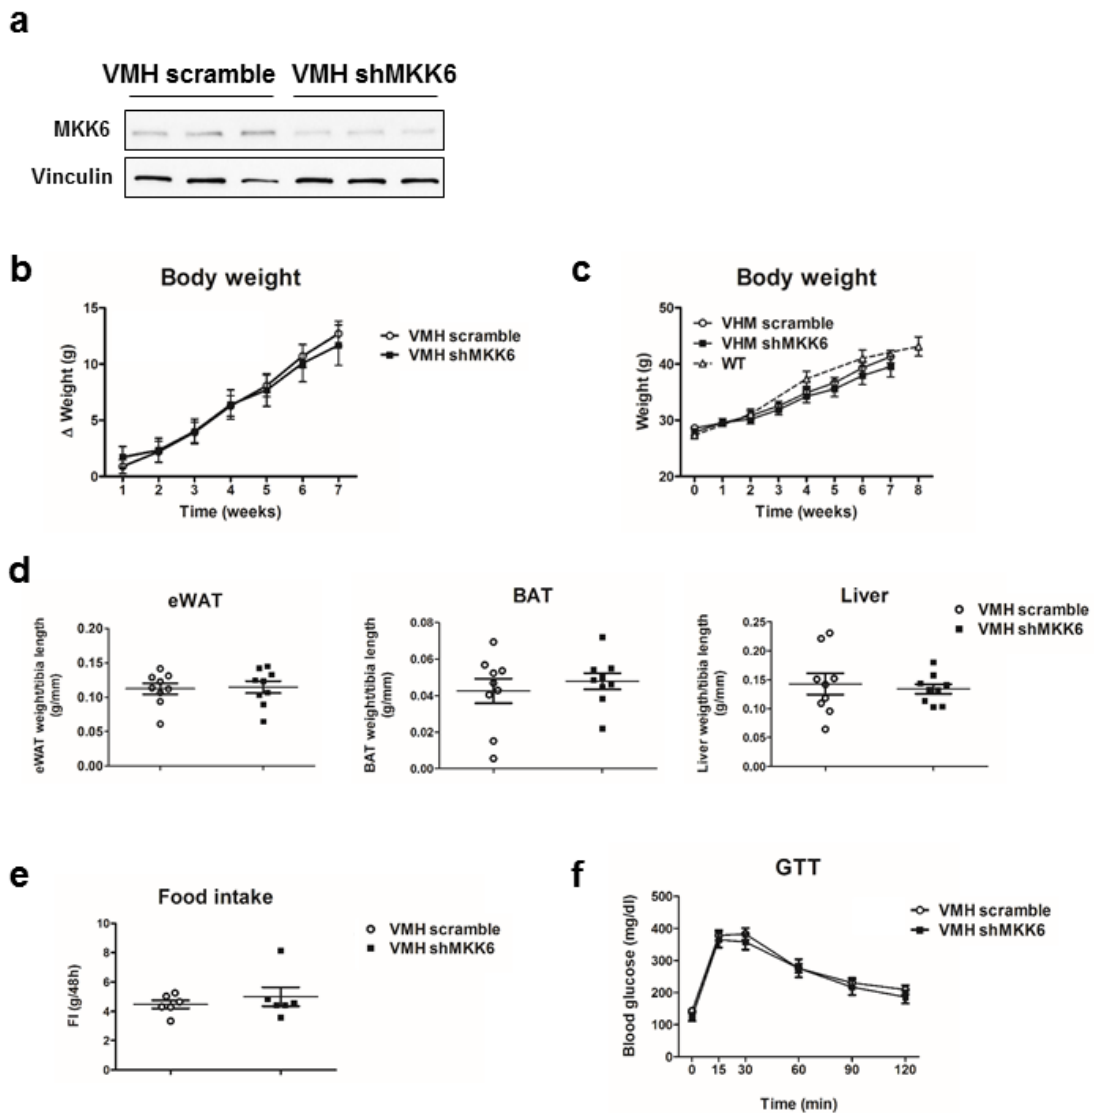 a
VMH scramble VMH shMKK6
MKK6
Vinculin
b
Body weight
15
10
5
0
Δ Weight (g)
1 2 3 4 5 6 7
Time (weeks)
VMH scramble
VMH shMKK6
c
Body weight
50
40
30
20
Weight (g)
VHM scramble
VHM shMKK6
WT
0 1 2 3 4 5 6 7 8
Time (weeks)
d
eWAT
0.20
0.15
0.10
0.05
0.00
eWAT weight/tibia length
(g/mm)
BAT
0.08
0.06
0.04
0.02
0.00
BAT weight/tibia length
(g/mm)
Liver
0.25
0.20
0.15
0.10
0.05
0.00
Liver weigth/tibia length
(g/mm)
VMH scramble
VMH shMKK6
e
Food intake
10
8
6
4
2
0
FI (g/48h)
VMH scramble
VMH shMKK6
f
GTT
500
400
300
200
100
0
Blood glucose (mg/dl)
0 15 30 60 90 120
Time (min)
VMH scramble
VMH shMKK6